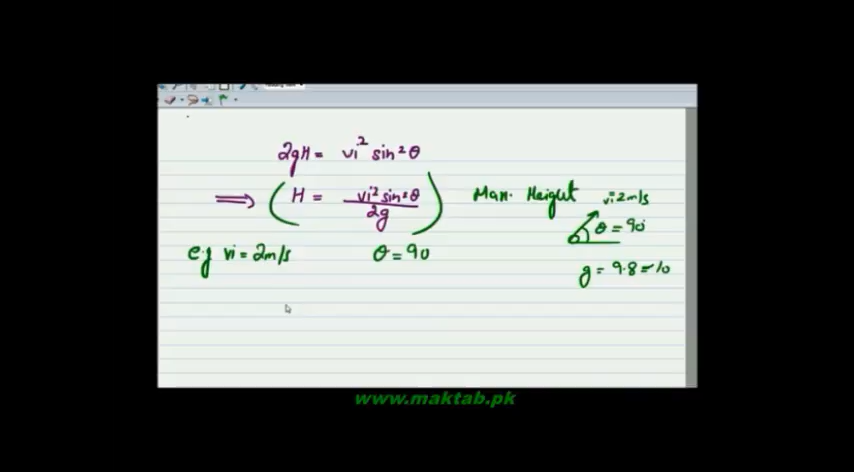 2gH = vi² sin²θ
⟹ ( H = vi² sin²θ / 2g ) Max. Height vi=2m/s
θ = 90
e.g vi = 2m/s θ = 90
g = 9.8 = 10
www.maktab.pk